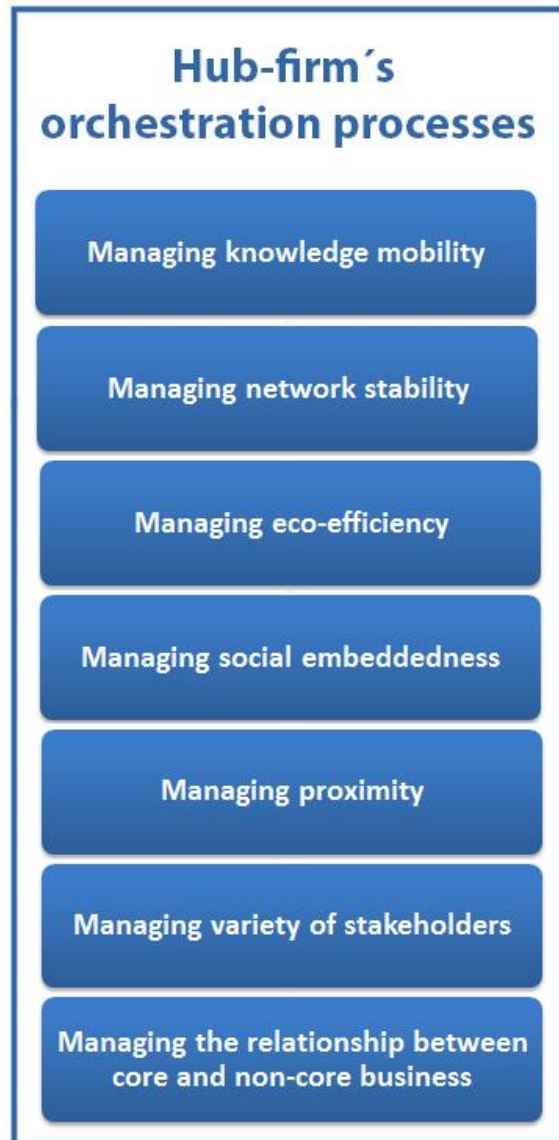 Hub-firm´s
orchestration processes
Managing knowledge mobility
Managing network stability
Managing eco-efficiency
Managing social embeddedness
Managing proximity
Managing variety of stakeholders
Managing the relationship between
core and non-core business